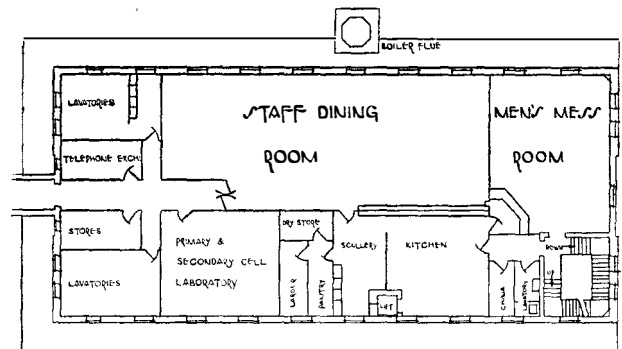 BOILER FLUE
LAVATORIES
STAFF DINING
ROOM
MEN'S MESS
ROOM
TELEPHONE EXCH:
STORES
LAVATORIES
PRIMARY &
SECONDARY CELL
LABORATORY
DRY STORE
LARDER
PANTRY
SCULLERY
KITCHEN
LIFT
CHINA
LAVATORY
DOWN